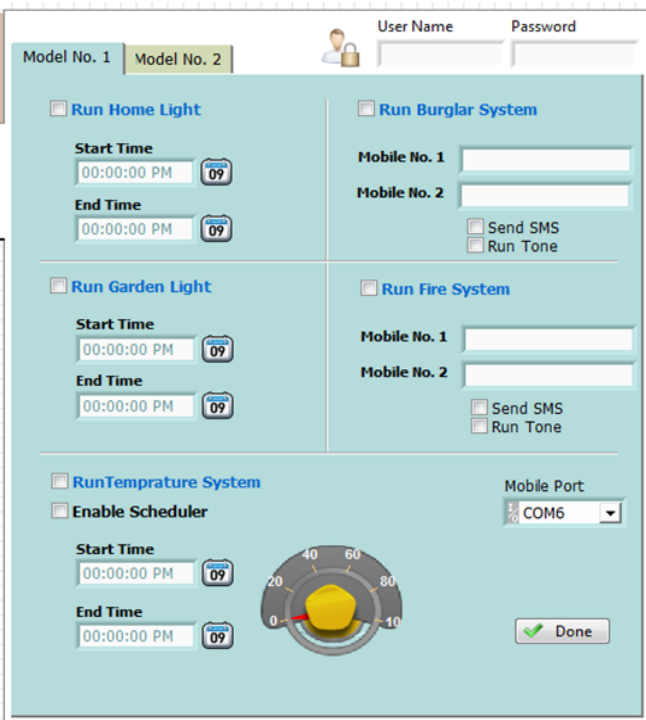 User Name
Password
Model No. 1
Model No. 2
Run Home Light
Start Time
00:00:00 PM
09
End Time
00:00:00 PM
09
Run Burglar System
Mobile No. 1
Mobile No. 2
Send SMS
Run Tone
Run Garden Light
Start Time
00:00:00 PM
09
End Time
00:00:00 PM
09
Run Fire System
Mobile No. 1
Mobile No. 2
Send SMS
Run Tone
RunTemprature System
Enable Scheduler
Start Time
00:00:00 PM
09
End Time
00:00:00 PM
09
0
20
40
60
80
10
Mobile Port
I/0 COM6
Done